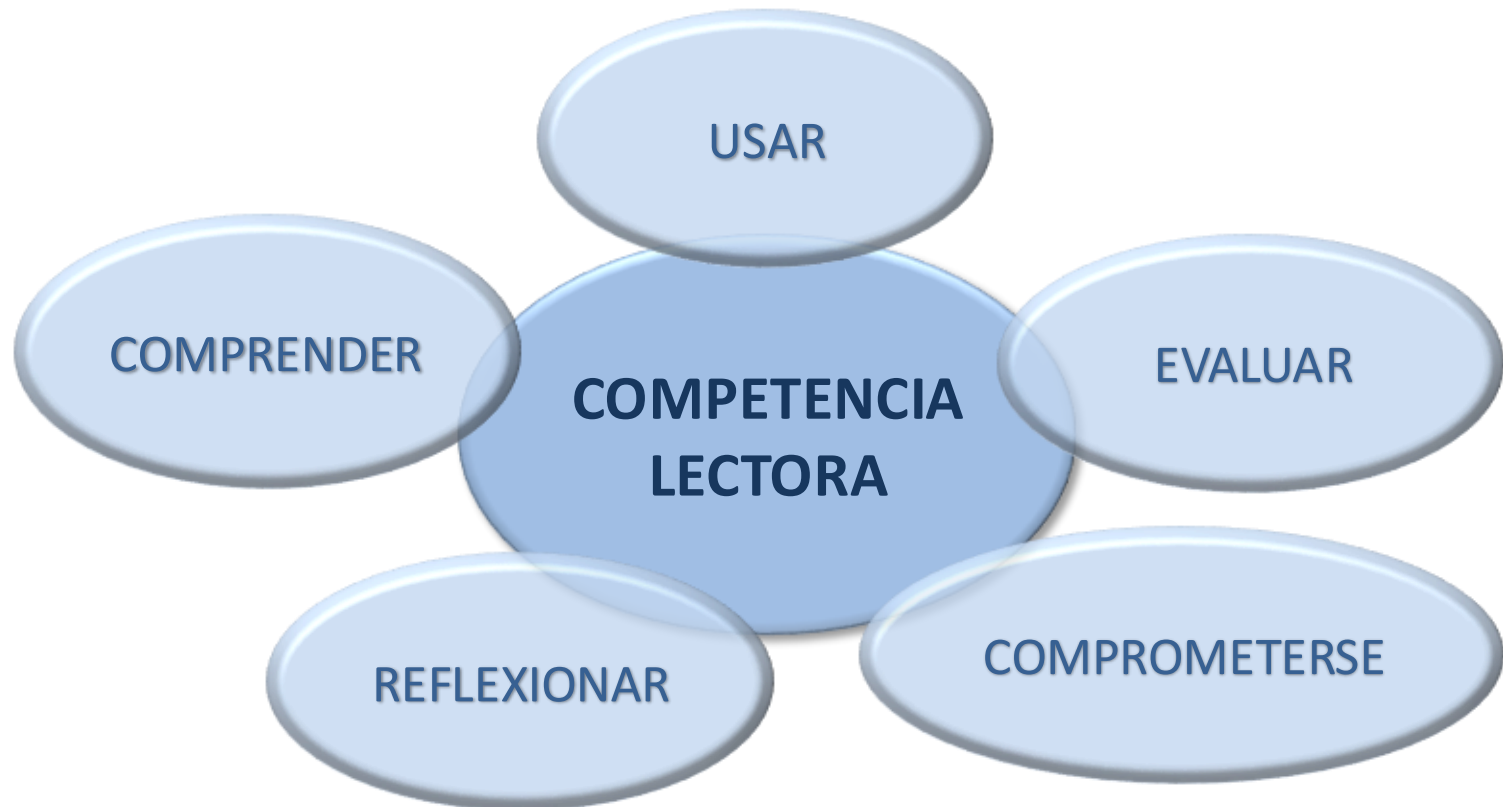 USAR
COMPRENDER
EVALUAR
COMPETENCIA
LECTORA
REFLEXIONAR
COMPROMETERSE